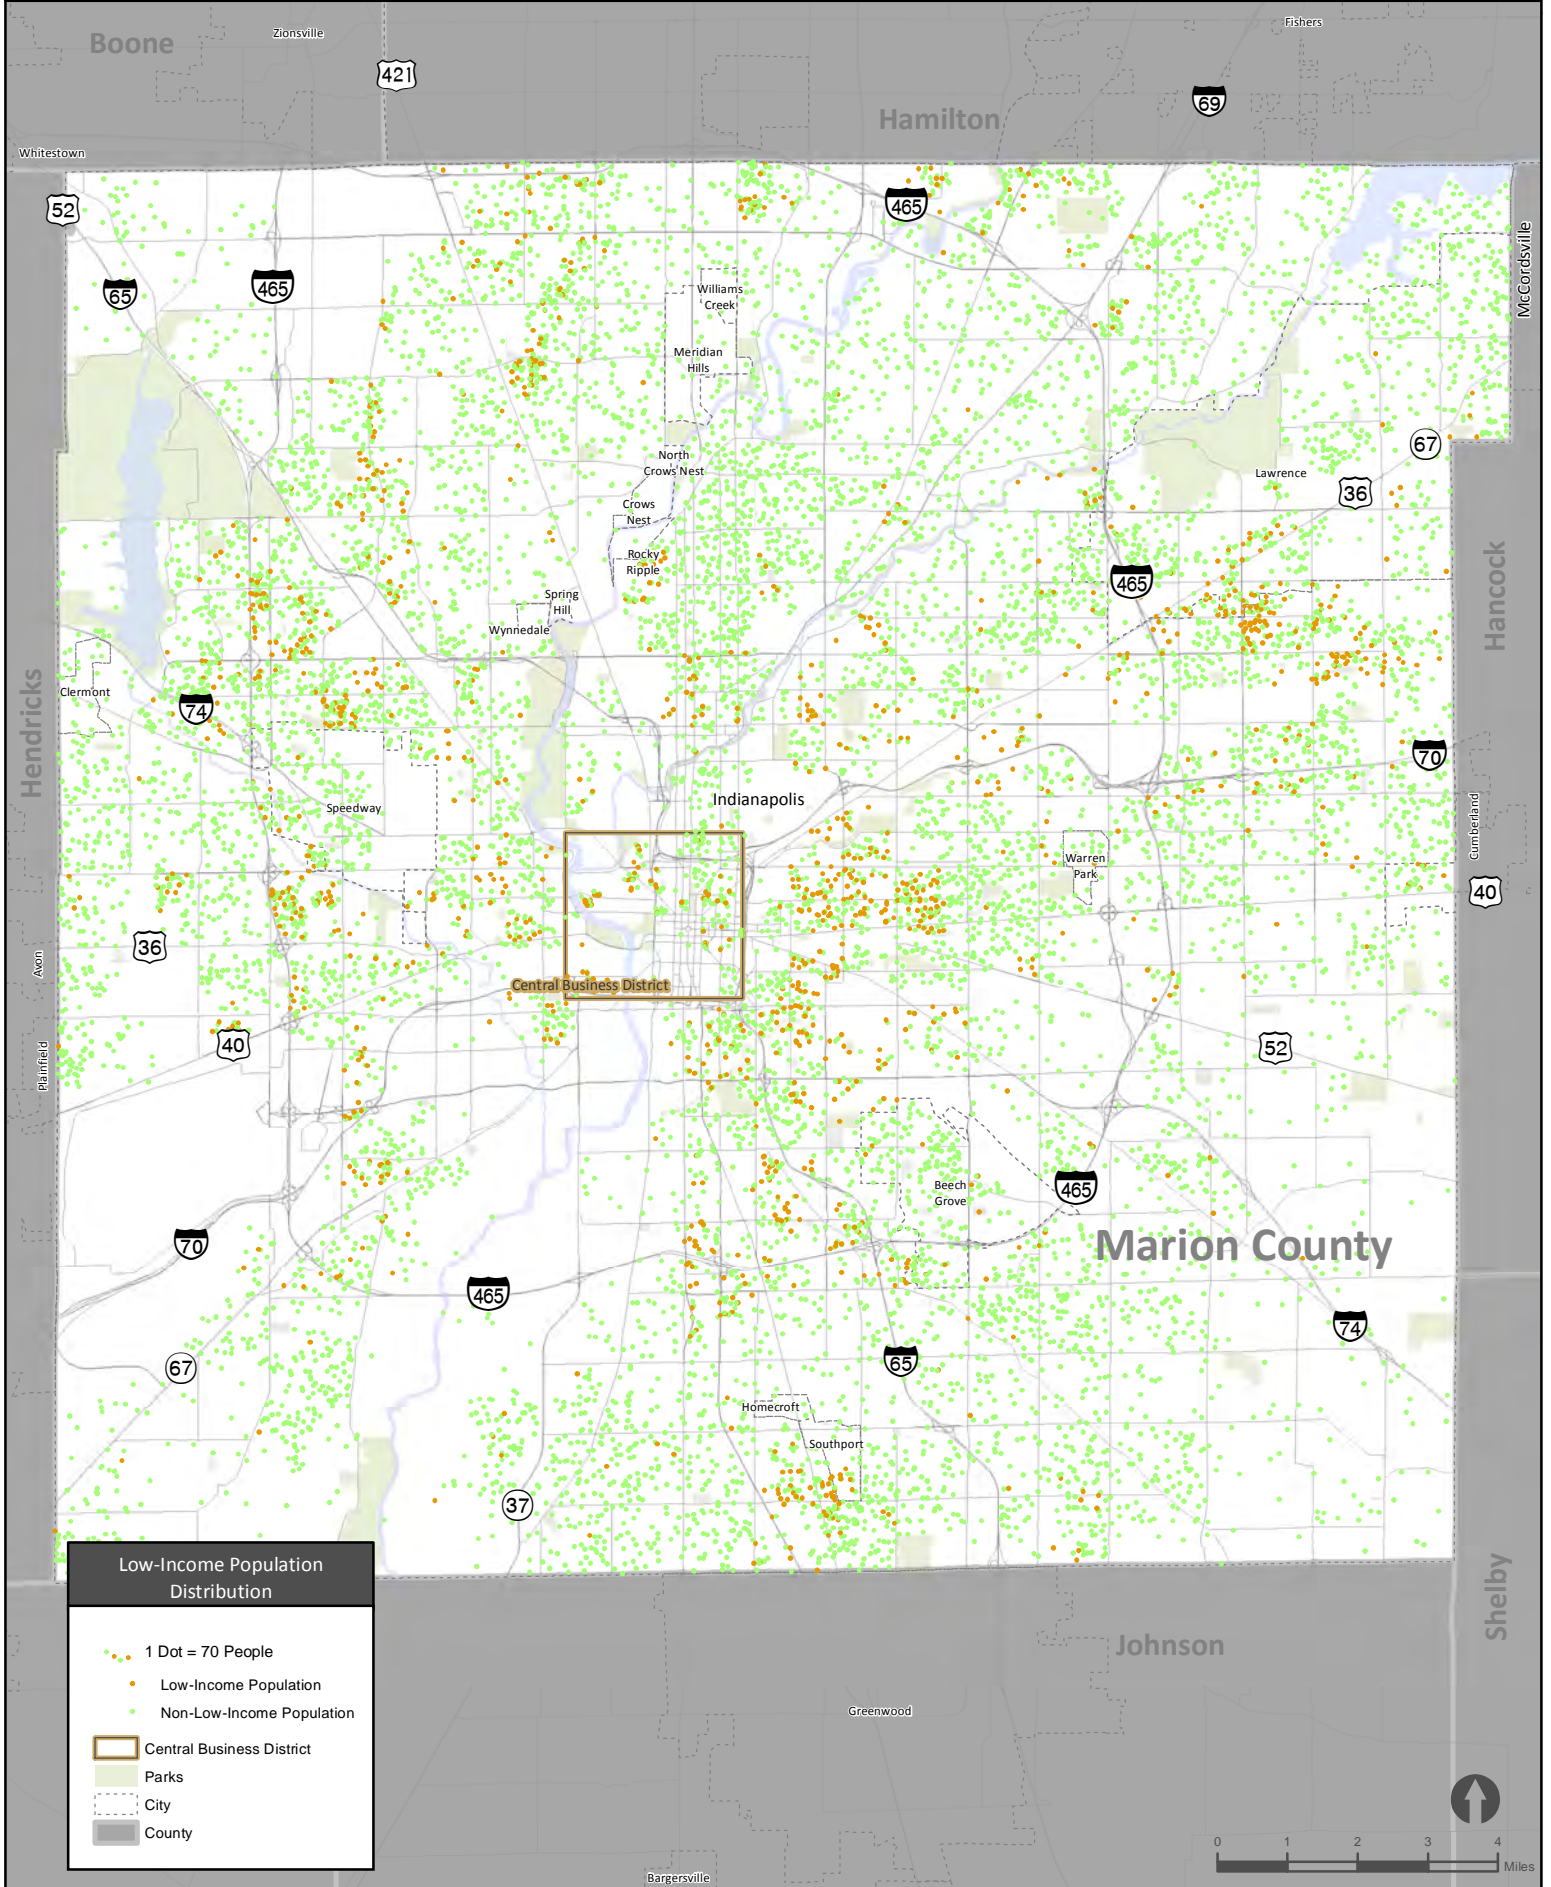 Boone
Zionsville
Fishers
421
69
Hamilton
Whitestown
52
465
McCordsville
65
465
Williams
Creek
Meridian
Hills
67
North
Crows Nest
Lawrence
36
Crows
Nest
Rocky
Ripple
465
Hancock
Spring
Hill
Wynnedale
Hendricks
Clermont
74
70
Indianapolis
Speedway
Cumberland
Warren
Park
40
36
Avon
Central Business District
40
52
Plainfield
Beech
Grove
465
70
Marion County
465
74
65
67
Homecroft
Southport
37
Low-Income Population
Distribution
1 Dot = 70 People
Low-Income Population
Non-Low-Income Population
Central Business District
Parks
City
County
Shelby
Johnson
Greenwood
Bargersville
0 1 2 3 4
Miles